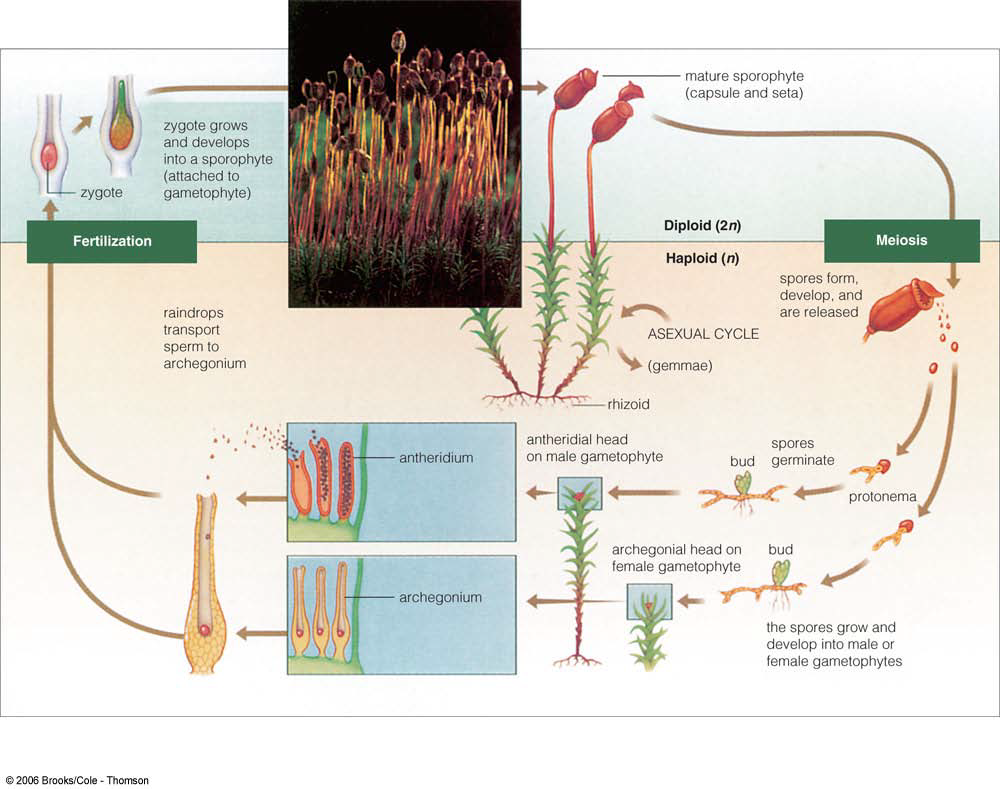 mature sporophyte
(capsule and seta)
zygote grows
and develops
into a sporophyte
(attached to
gametophyte)
zygote
Diploid (2n)
Fertilization
Meiosis
Haploid (n)
spores form,
develop, and
are released
raindrops
transport
sperm to
archegonium
ASEXUAL CYCLE
(gemmae)
rhizoid
antheridial head
on male gametophyte
antheridium
bud
spores
germinate
protonema
archegonial head on
female gametophyte
bud
archegonium
the spores grow and
develop into male or
female gametophytes
© 2006 Brooks/Cole - Thomson